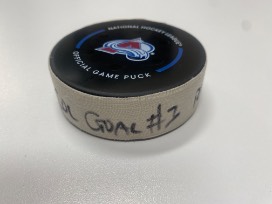 NATIONAL HOCKEY LEAGUE
OFFICIAL GAME PUCK
GOAL #1